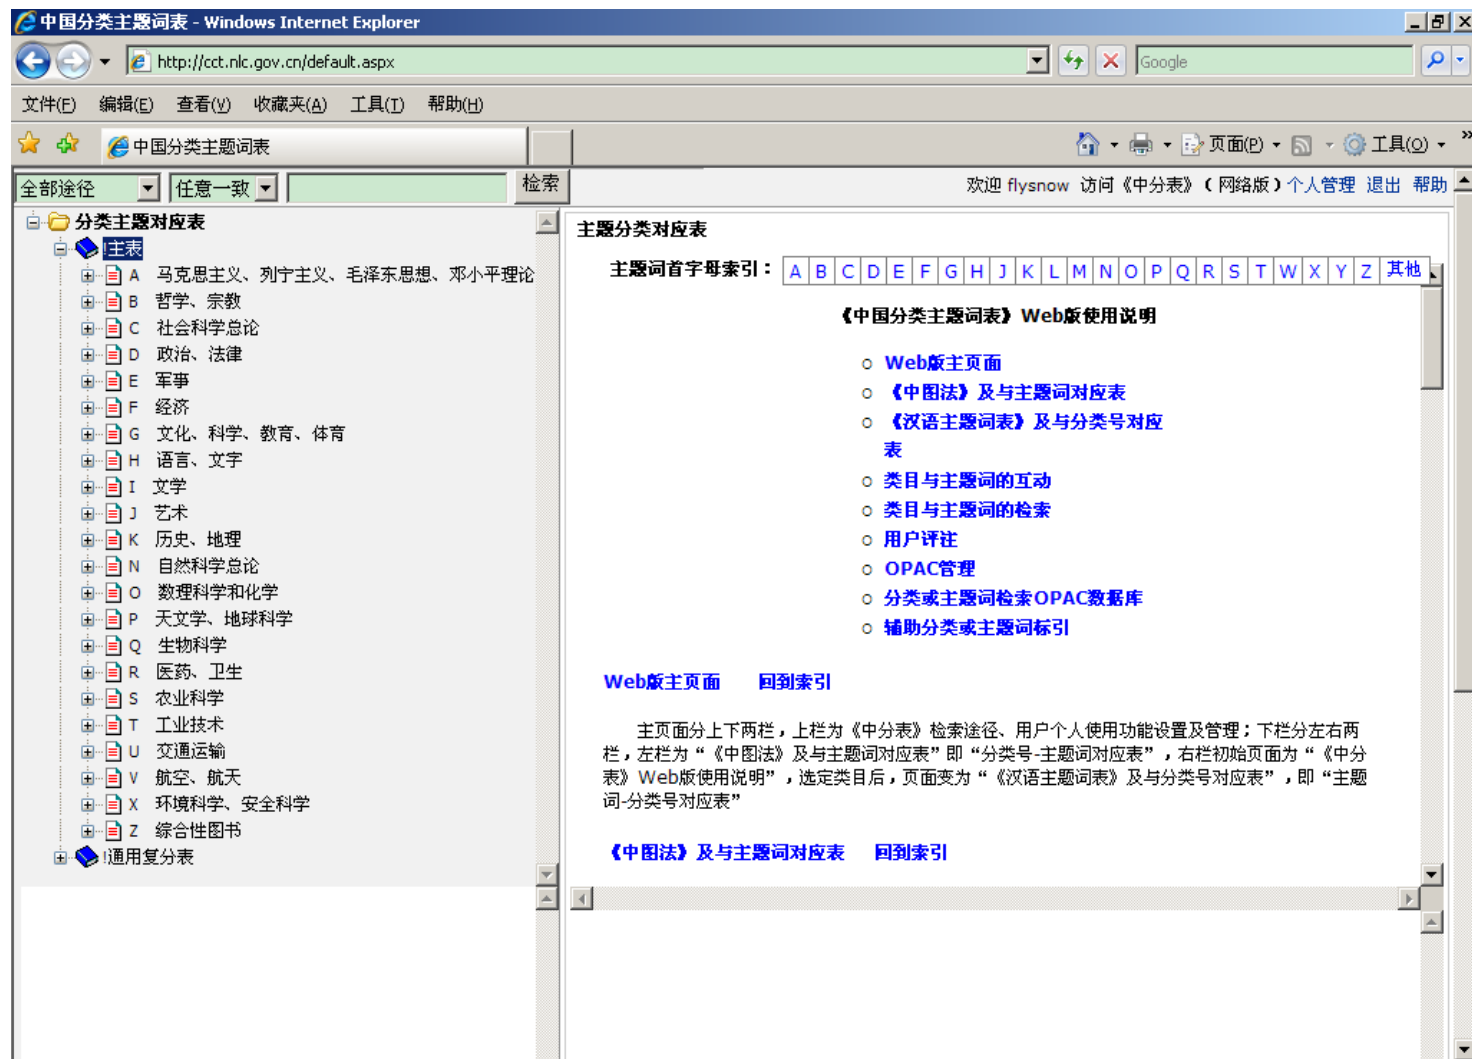 中国分类主题词表 - Windows Internet Explorer
http://cct.nlc.gov.cn/default.aspx
Google
文件(F) 编辑(E) 查看(V) 收藏夹(A) 工具(T) 帮助(H)
中国分类主题词表
页面(P) 工具(O)
全部途径 任意一致 检索
欢迎 flysnow 访问《中分表》(网络版)个人管理 退出 帮助
分类主题对应表
!主表
A 马克思主义、列宁主义、毛泽东思想、邓小平理论
B 哲学、宗教
C 社会科学总论
D 政治、法律
E 军事
F 经济
G 文化、科学、教育、体育
H 语言、文字
I 文学
J 艺术
K 历史、地理
N 自然科学总论
O 数理科学和化学
P 天文学、地球科学
Q 生物科学
R 医药、卫生
S 农业科学
T 工业技术
U 交通运输
V 航空、航天
X 环境科学、安全科学
Z 综合性图书
!通用复分表
主题分类对应表
主题词首字母索引: A B C D E F G H J K L M N O P Q R S T W X Y Z 其他
《中国分类主题词表》Web版使用说明
Web版主页面
《中图法》及与主题词对应表
《汉语主题词表》及与分类号对应
表
类目与主题词的互动
类目与主题词的检索
用户评注
OPAC管理
分类或主题词检索OPAC数据库
辅助分类或主题词标引
Web版主页面 回到索引
主页面分上下两栏,上栏为《中分表》检索途径、用户个人使用功能设置及管理;下栏分左右两
栏,左栏为“《中图法》及与主题词对应表”即“分类号-主题词对应表”,右栏初始页面为“《中分
表》Web版使用说明”,选定类目后,页面变为“《汉语主题词表》及与分类号对应表”,即“主题
词-分类号对应表”
《中图法》及与主题词对应表 回到索引